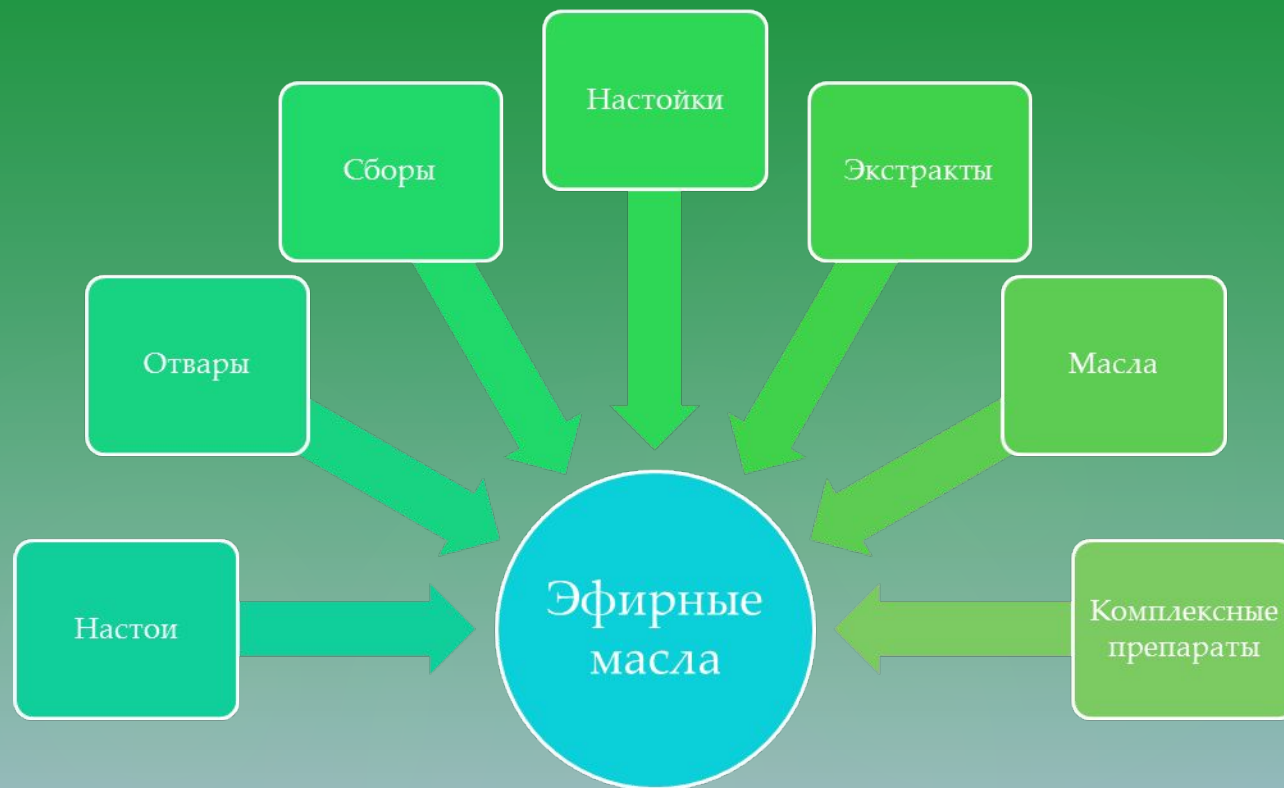 Настойки
Сборы
Экстракты
Отвары
Масла
Настои
Эфирные
масла
Комплексные
препараты